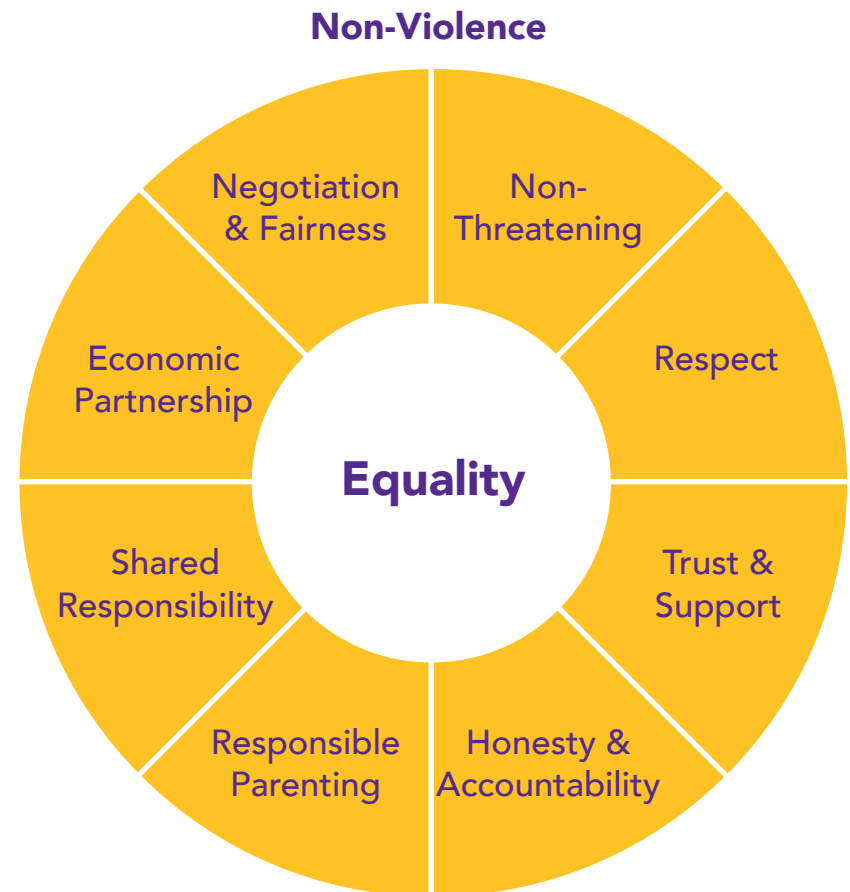 Non-Violence
Negotiation
& Fairness
Non-
Threatening
Economic
Partnership
Respect
Equality
Shared
Responsibility
Trust &
Support
Responsible
Parenting
Honesty &
Accountability